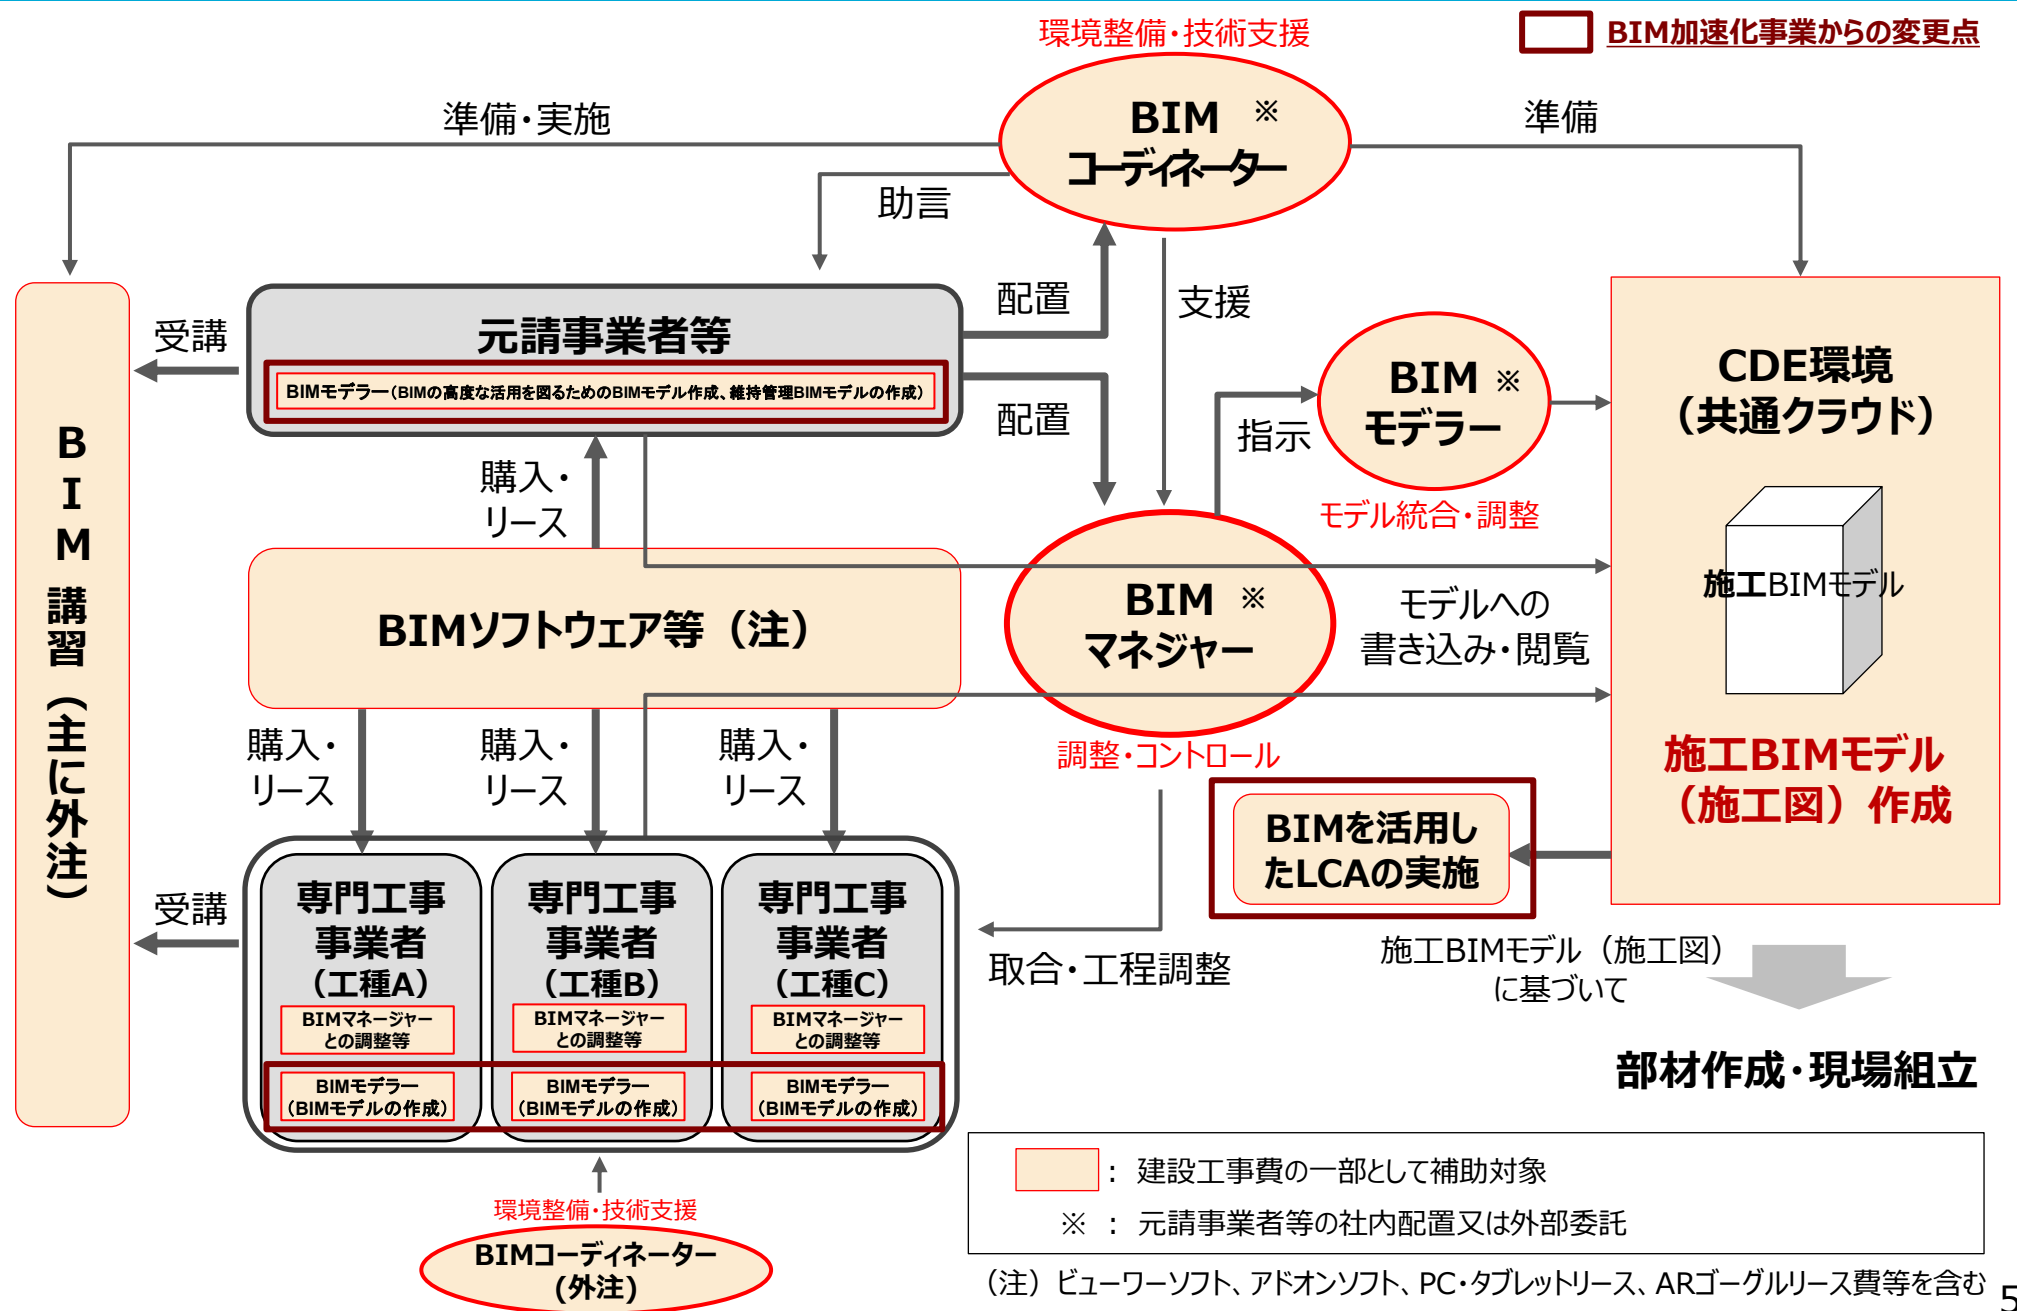 環境整備・技術支援
BIM加速化事業からの変更点
BIM ※
コーディネーター
準備・実施
準備
助言
配置
支援
受講
元請事業者等
BIMモデラー（BIMの高度な活用を図るためのBIMモデル作成、維持管理BIMモデルの作成）
配置
指示
BIM ※
モデラー
モデル統合・調整
CDE環境
（共通クラウド）
施工BIMモデル
施工BIMモデル
（施工図）作成
BIM講習（主に外注）
購入・
リース
BIMソフトウェア等（注）
BIM ※
マネジャー
調整・コントロール
モデルへの
書き込み・閲覧
購入・
リース
購入・
リース
購入・
リース
BIMを活用し
たLCAの実施
受講
専門工事
事業者
（工種A）
BIMマネージャー
との調整等
BIMモデラー
（BIMモデルの作成）
専門工事
事業者
（工種B）
BIMマネージャー
との調整等
BIMモデラー
（BIMモデルの作成）
専門工事
事業者
（工種C）
BIMマネージャー
との調整等
BIMモデラー
（BIMモデルの作成）
取合・工程調整
施工BIMモデル（施工図）
に基づいて
部材作成・現場組立
環境整備・技術支援
BIMコーディネーター
(外注)
： 建設工事費の一部として補助対象
※ ： 元請事業者等の社内配置又は外部委託
（注）ビューワーソフト、アドオンソフト、PC・タブレットリース、ARゴーグルリース費等を含む
5